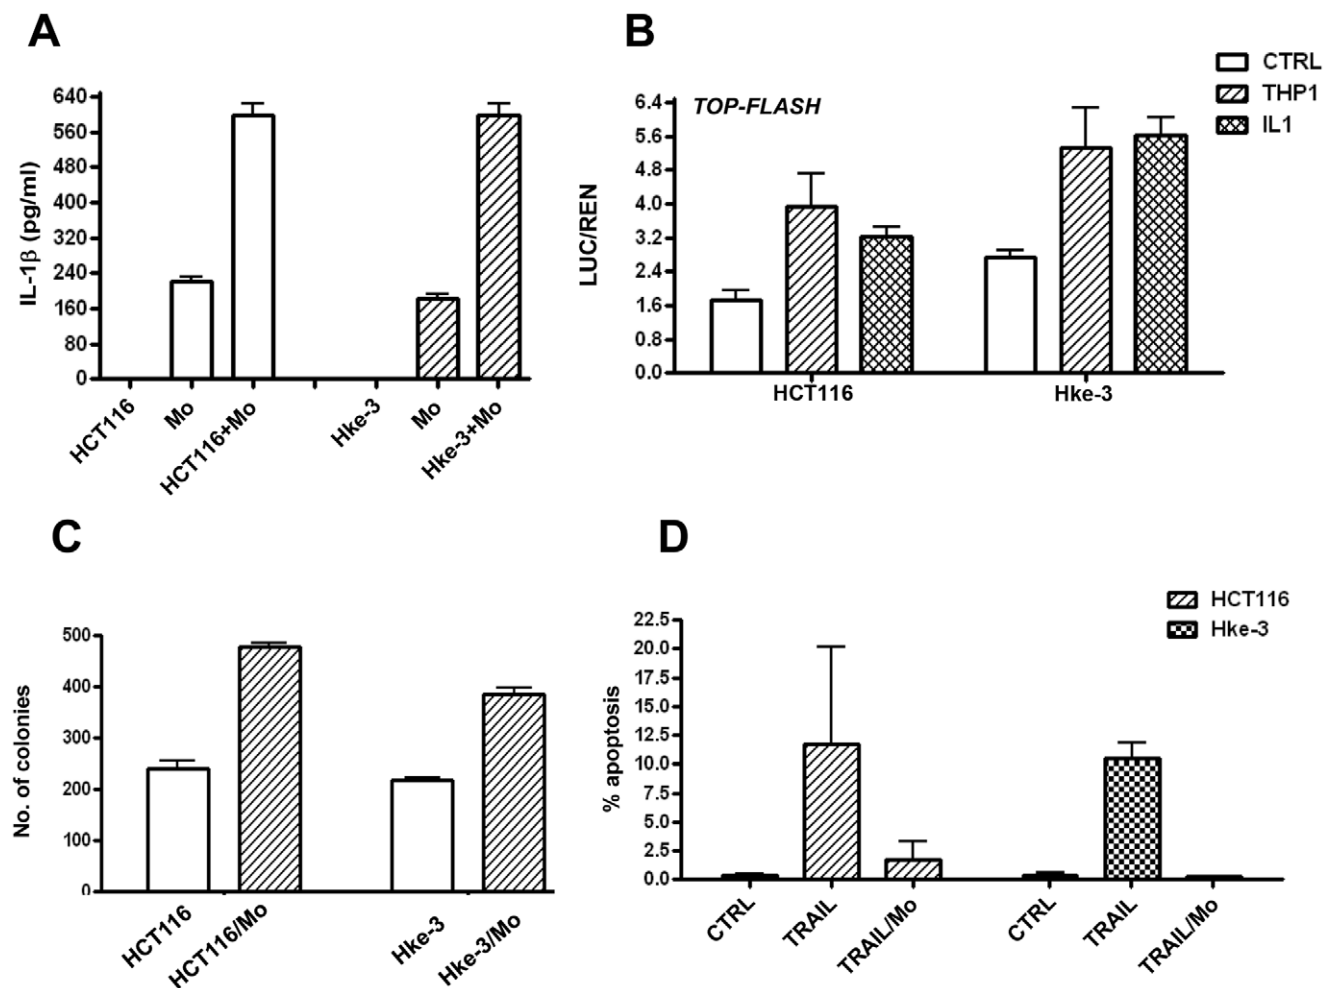 A
IL-1β (pg/ml)
640
560
480
400
320
240
160
80
0
HCT116
Mo
HCT116+Mo
Hke-3
Mo
Hke-3+Mo
B
CTRL
THP1
IL1
TOP-FLASH
LUC/REN
6.4
5.6
4.8
4.0
3.2
2.4
1.6
0.8
0.0
HCT116
Hke-3
C
No. of colonies
500
400
300
200
100
0
HCT116
HCT116/Mo
Hke-3
Hke-3/Mo
D
HCT116
Hke-3
% apoptosis
22.5
20.0
17.5
15.0
12.5
10.0
7.5
5.0
2.5
0.0
CTRL
TRAIL
TRAIL/Mo
CTRL
TRAIL
TRAIL/Mo